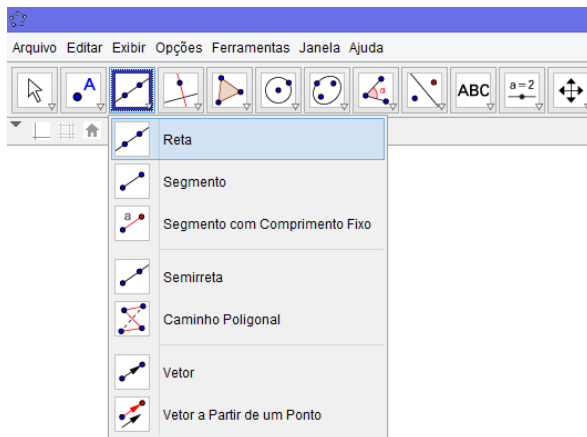 Arquivo Editar Exibir Opções Ferramentas Janela Ajuda
A α ABC a=2
Reta
Segmento
a
Segmento com Comprimento Fixo
Semirreta
Caminho Poligonal
Vetor
Vetor a Partir de um Ponto